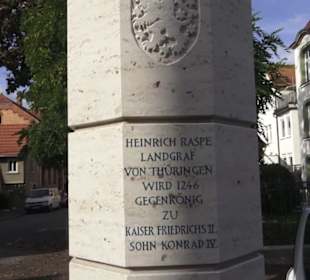 HEINRICH RASPE
LANDGRAF
VON THÜRINGEN
WIRD 1246
GEGENKÖNIG
ZU
KAISER FRIEDRICHS II.
SOHN KONRAD IV.